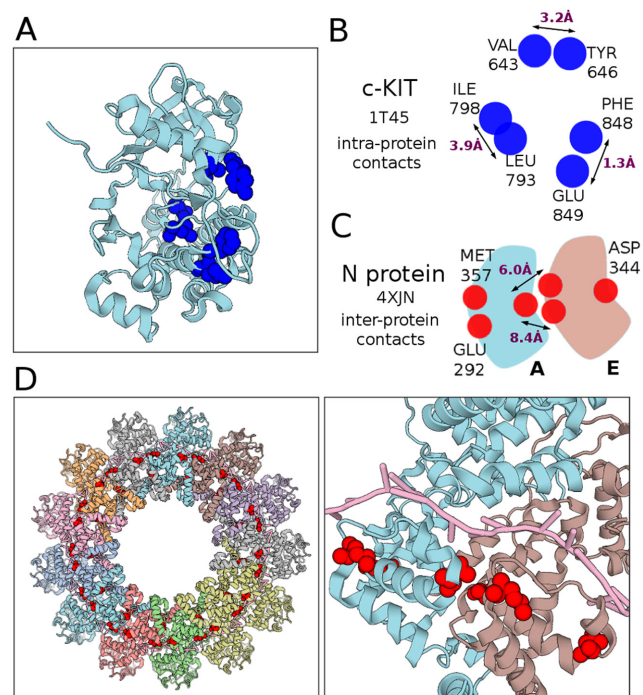 A
B
3.2Å
VAL
643
TYR
646
c-KIT
1T45
intra-protein
contacts
ILE
798
3.9Å
LEU
793
PHE
848
1.3Å
GLU
849
C
N protein
4XJN
inter-protein
contacts
MET
357
6.0Å
ASP
344
8.4Å
GLU
292
A
E
D